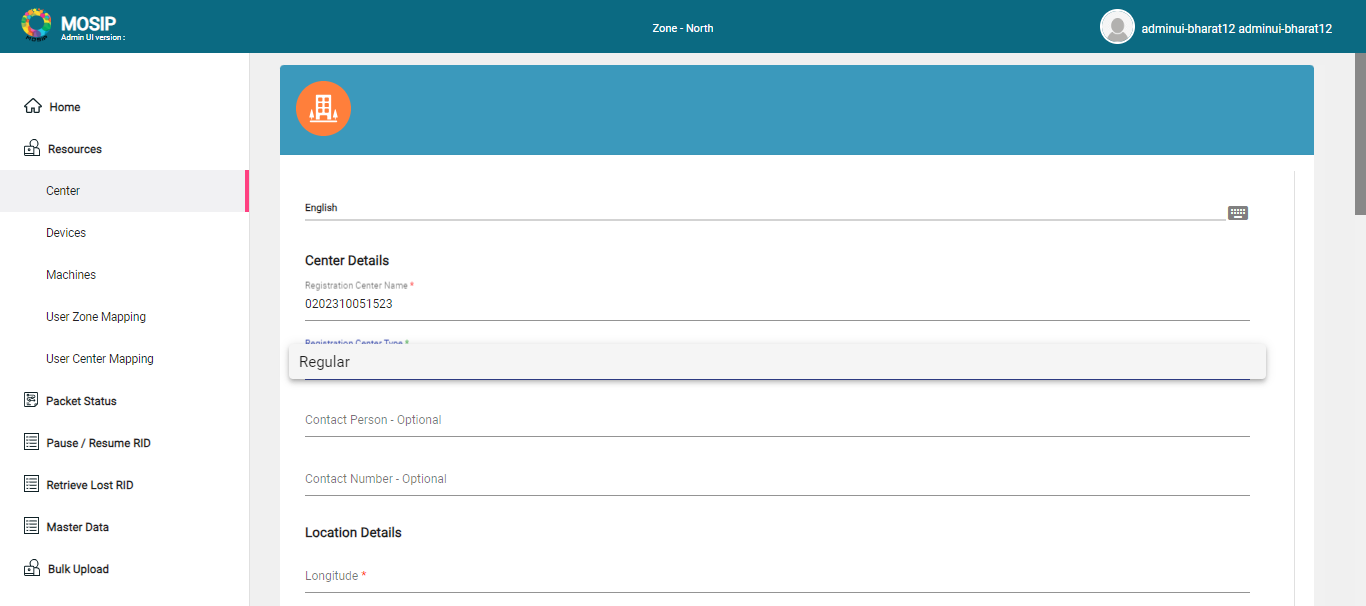 MOSIP
Admin UI version :
Zone - North
adminui-bharat12 adminui-bharat12
Home
Resources
Center
Devices
Machines
User Zone Mapping
User Center Mapping
Packet Status
Pause / Resume RID
Retrieve Lost RID
Master Data
Bulk Upload
English
Center Details
Registration Center Name *
0202310051523
Registration Center Type *
Regular
Contact Person - Optional
Contact Number - Optional
Location Details
Longitude *